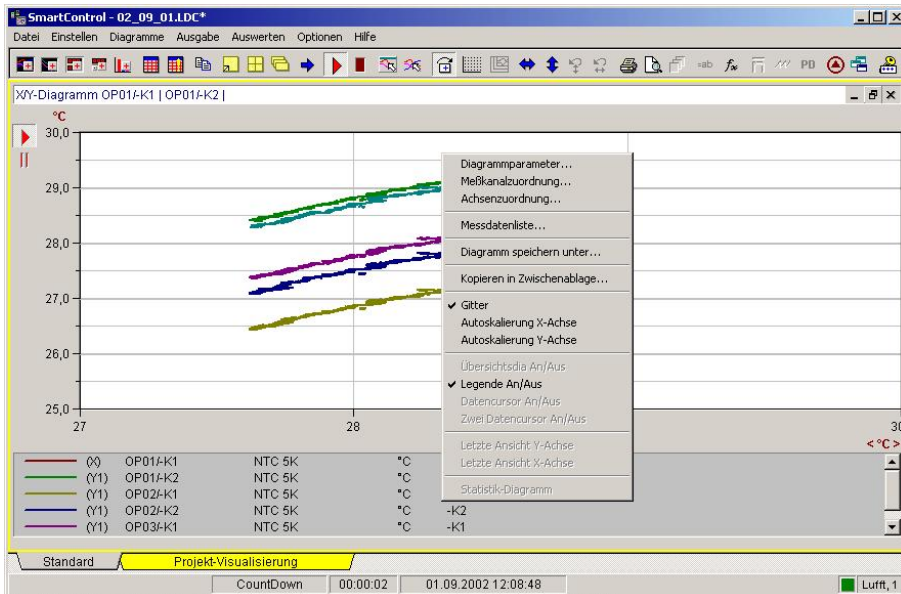 SmartControl - 02_09_01.LDC*
Datei Einstellen Diagramme Ausgabe Auswerten Optionen Hilfe
ab fx PD
X/Y-Diagramm OP01/-K1 | OP01/-K2 |
°C
30,0
29,0
28,0
27,0
26,0
25,0
27 28 30
< °C >
Diagrammparameter...
Meßkanalzuordnung...
Achsenzuordnung...
Messdatenliste...
Diagramm speichern unter...
Kopieren in Zwischenablage...
Gitter
Autoskalierung X-Achse
Autoskalierung Y-Achse
Übersichtsdia An/Aus
Legende An/Aus
Datencursor An/Aus
Zwei Datencursor An/Aus
Letzte Ansicht Y-Achse
Letzte Ansicht X-Achse
Statistik-Diagramm
(X) OP01/-K1 NTC 5K °C
(Y1) OP01/-K2 NTC 5K °C
(Y1) OP02/-K1 NTC 5K °C
(Y1) OP02/-K2 NTC 5K °C -K2
(Y1) OP03/-K1 NTC 5K °C -K1
Standard Projekt-Visualisierung
CountDown 00:00:02 01.09.2002 12:08:48 Lufft, 1